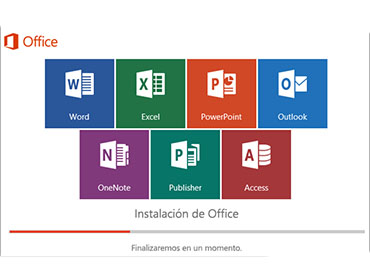 Office
Word Excel PowerPoint Outlook
OneNote Publisher Access
Instalación de Office
Finalizaremos en un momento.